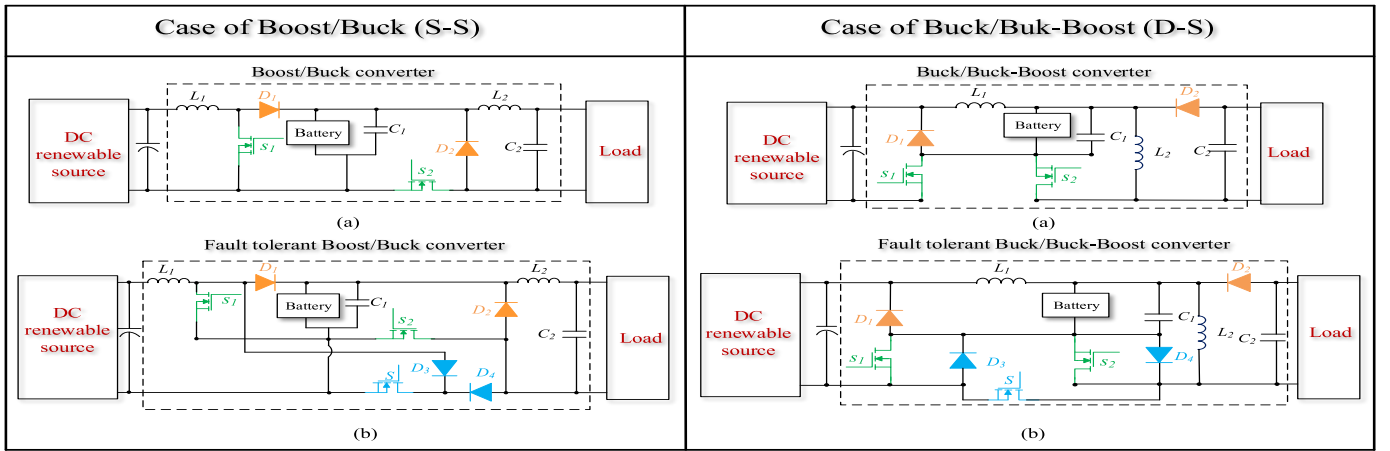 Case of Boost/Buck (S-S)
Boost/Buck converter
L1
D1
L2
DC
renewable
source
S1
Battery
C1
D2
C2
S2
Load
(a)
Fault tolerant Boost/Buck converter
L1
D1
L2
DC
renewable
source
S1
Battery
C1
S2
D2
C2
D3
S
D4
Load
(b)
Case of Buck/Buk-Boost (D-S)
Buck/Buck-Boost converter
L1
D2
DC
renewable
source
D1
Battery
C1
L2
C2
S1
S2
Load
(a)
Fault tolerant Buck/Buck-Boost converter
L1
D2
DC
renewable
source
D1
Battery
C1
L2
C2
S1
D3
S
S2
D4
Load
(b)